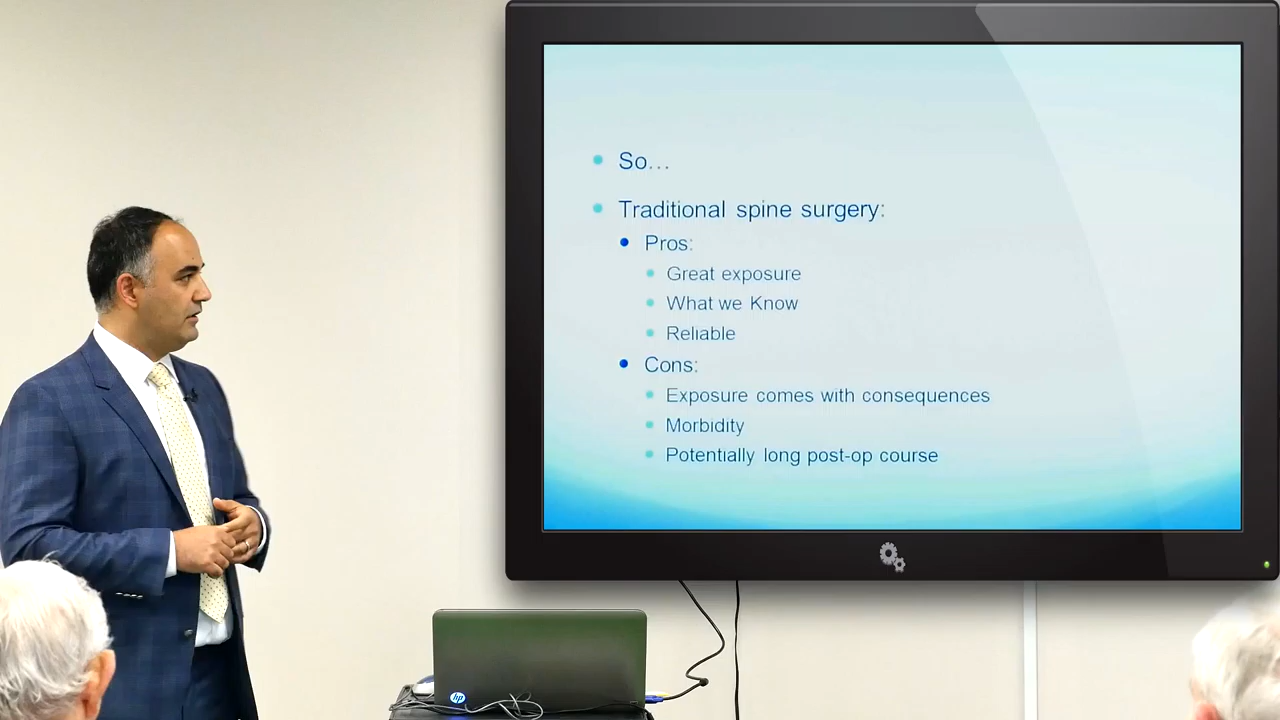 So...
Traditional spine surgery:
Pros:
Great exposure
What we Know
Reliable
Cons:
Exposure comes with consequences
Morbidity
Potentially long post-op course
hp